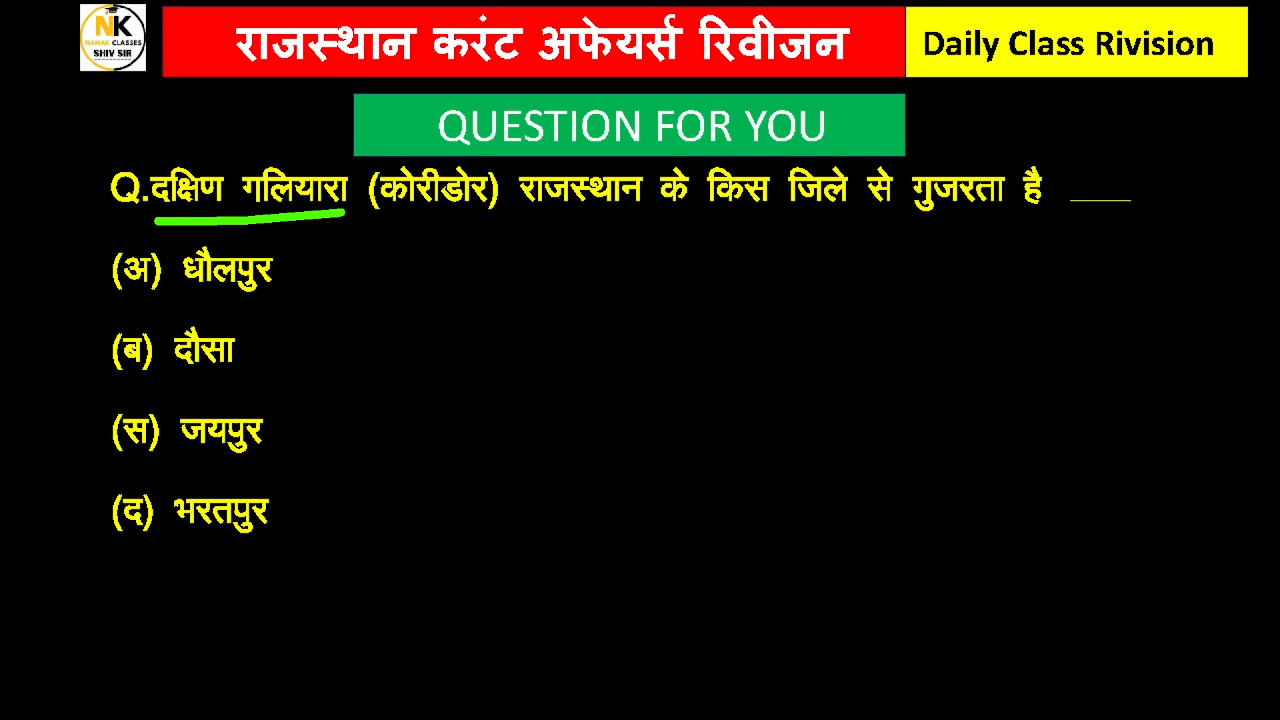 NK
NANAK CLASSES
SHIV SIR
राजस्थान करंट अफेयर्स रिवीजन
Daily Class Rivision
QUESTION FOR YOU
Q.दक्षिण गलियारा (कोरीडोर) राजस्थान के किस जिले से गुजरता है ____
(अ) धौलपुर
(ब) दौसा
(स) जयपुर
(द) भरतपुर